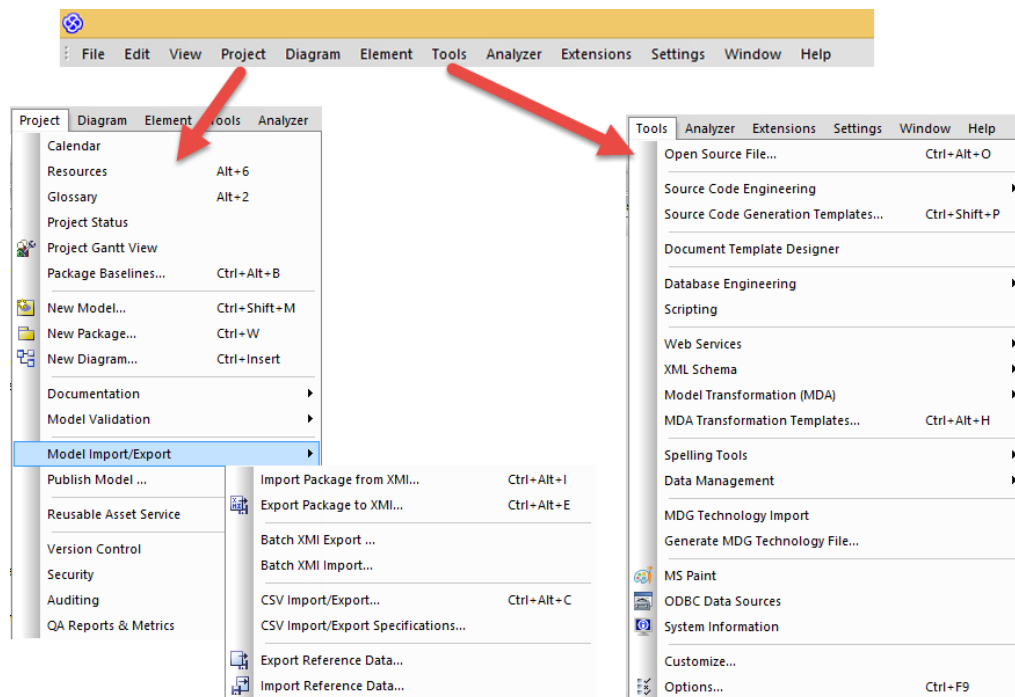 File Edit View Project Diagram Element Tools Analyzer Extensions Settings Window Help
Project Diagram Element Tools Analyzer
Calendar
Resources Alt+6
Glossary Alt+2
Project Status
Project Gantt View
Package Baselines... Ctrl+Alt+B
New Model... Ctrl+Shift+M
New Package... Ctrl+W
New Diagram... Ctrl+Insert
Documentation
Model Validation
Model Import/Export
Publish Model ...
Reusable Asset Service
Version Control
Security
Auditing
QA Reports & Metrics
Import Package from XMI... Ctrl+Alt+I
Export Package to XMI... Ctrl+Alt+E
Batch XMI Export ...
Batch XMI Import...
CSV Import/Export... Ctrl+Alt+C
CSV Import/Export Specifications...
Export Reference Data...
Import Reference Data...
Tools Analyzer Extensions Settings Window Help
Open Source File... Ctrl+Alt+O
Source Code Engineering
Source Code Generation Templates... Ctrl+Shift+P
Document Template Designer
Database Engineering
Scripting
Web Services
XML Schema
Model Transformation (MDA)
MDA Transformation Templates... Ctrl+Alt+H
Spelling Tools
Data Management
MDG Technology Import
Generate MDG Technology File...
MS Paint
ODBC Data Sources
System Information
Customize...
Options... Ctrl+F9